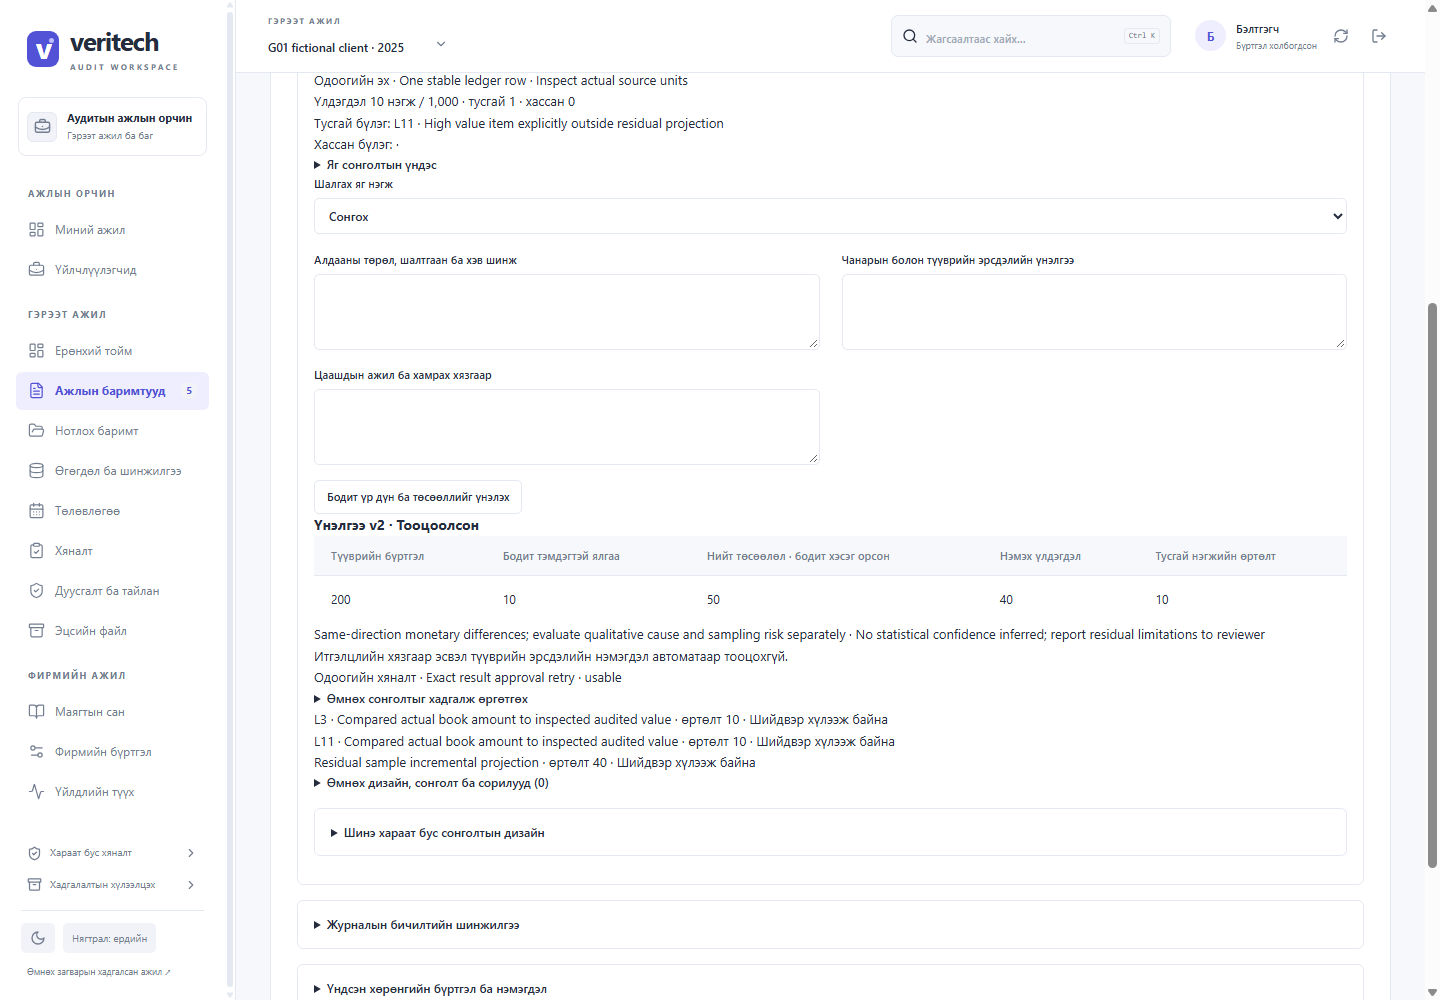 veritech
AUDIT WORKSPACE
Аудитын ажлын орчин
Гэрээт ажил ба баг
АЖЛЫН ОРЧИН
Миний ажил
Үйлчлүүлэгчид
ГЭРЭЭТ АЖИЛ
Ерөнхий тойм
Ажлын баримтууд 5
Нотлох баримт
Өгөгдөл ба шинжилгээ
Төлөвлөгөө
Хяналт
Дуусгалт ба тайлан
Эцсийн файл
ФИРМИЙН АЖИЛ
Маягтын сан
Фирмийн бүртгэл
Үйлдлийн түүх
Хараат бус хяналт
Хадгалалтын хүлээлцэх
Нягтрал: ердийн
Өмнөх загварын хадгалсан ажил ↗
ГЭРЭЭТ АЖИЛ
G01 fictional client · 2025
Жагсаалтаас хайх...
Ctrl K
Б
Бэлтгэгч
Бүртгэл холбогдсон
Одоогийн эх · One stable ledger row · Inspect actual source units
Үлдэгдэл 10 нэгж / 1,000 · тусгай 1 · хассан 0
Тусгай бүлэг: L11 · High value item explicitly outside residual projection
Хассан бүлэг: ·
▶ Яг сонголтын үндэс
Шалгах яг нэгж
Сонгох
Алдааны төрөл, шалтгаан ба хэв шинж
Чанарын болон түүврийн эрсдэлийн үнэлгээ
Цаашдын ажил ба хамрах хязгаар
Бодит үр дүн ба төсөөллийг үнэлэх
Үнэлгээ v2 · Тооцоолсон
Түүврийн бүртгэл Бодит тэмдэгтэй ялгаа Нийт төсөөлөл · бодит хэсэг орсон Нэмэх үлдэгдэл Тусгай нэгжийн өртөлт
200 10 50 40 10
Same-direction monetary differences; evaluate qualitative cause and sampling risk separately · No statistical confidence inferred; report residual limitations to reviewer
Итгэлцлийн хязгаар эсвэл түүврийн эрсдэлийн нэмэгдэл автоматаар тооцохгүй.
Одоогийн хяналт · Exact result approval retry · usable
▶ Өмнөх сонголтыг хадгалж өргөтгөх
L3 · Compared actual book amount to inspected audited value · өртөлт 10 · Шийдвэр хүлээж байна
L11 · Compared actual book amount to inspected audited value · өртөлт 10 · Шийдвэр хүлээж байна
Residual sample incremental projection · өртөлт 40 · Шийдвэр хүлээж байна
▶ Өмнөх дизайн, сонголт ба сорилууд (0)
▶ Шинэ хараат бус сонголтын дизайн
▶ Журналын бичилтийн шинжилгээ
▶ Үндсэн хөрөнгийн бүртгэл ба нэмэгдэл